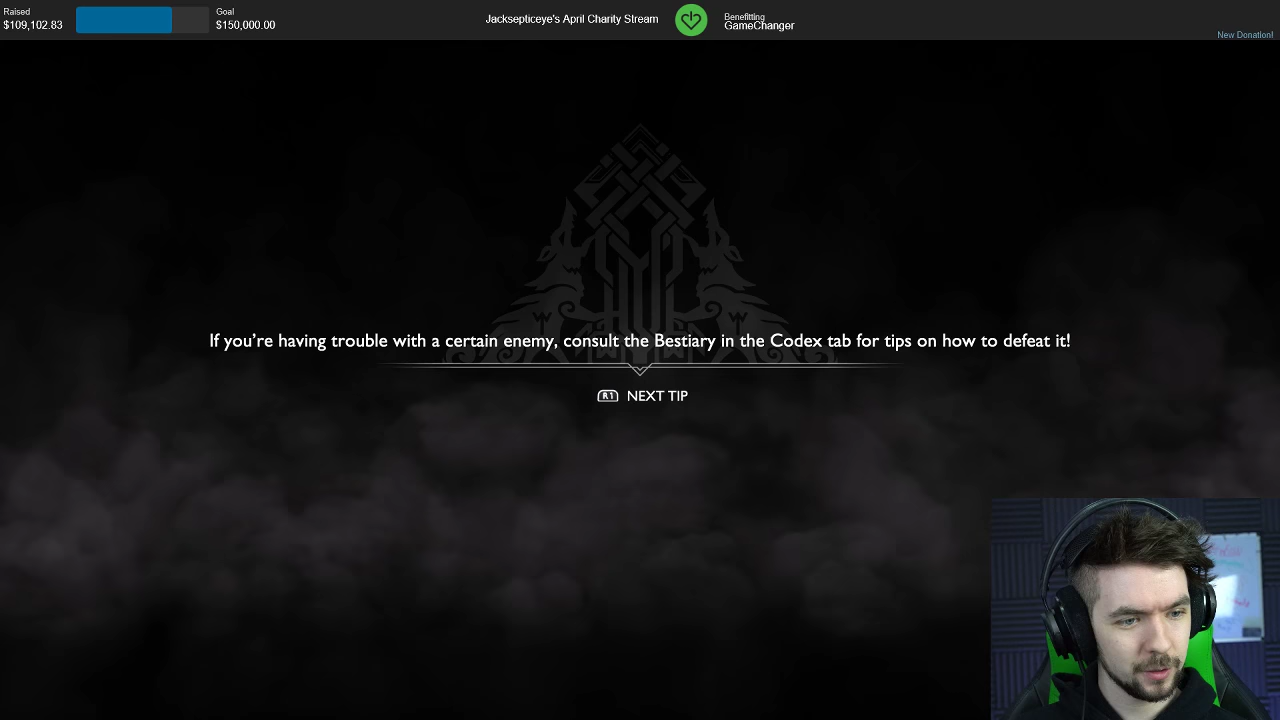 Raised
$109,102.83
Goal
$150,000.00
Jacksepticeye's April Charity Stream
Benefitting
GameChanger
New Donation!
If you're having trouble with a certain enemy, consult the Bestiary in the Codex tab for tips on how to defeat it!
R1 NEXT TIP